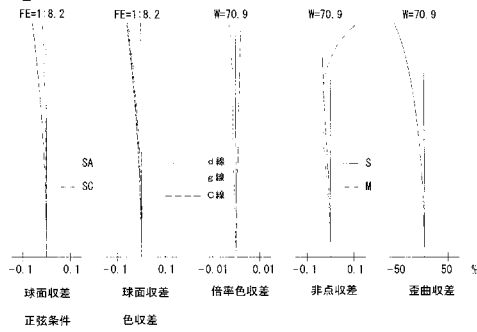 FE=1:8.2 FE=1:8.2 W=70.9 W=70.9 W=70.9
SA d線 S
SC g線 M
C線
-0.1 0.1 -0.1 0.1 -0.01 0.01 -0.1 0.1 -50 50 %
球面収差 球面収差 倍率色収差 非点収差 歪曲収差
正弦条件 色収差